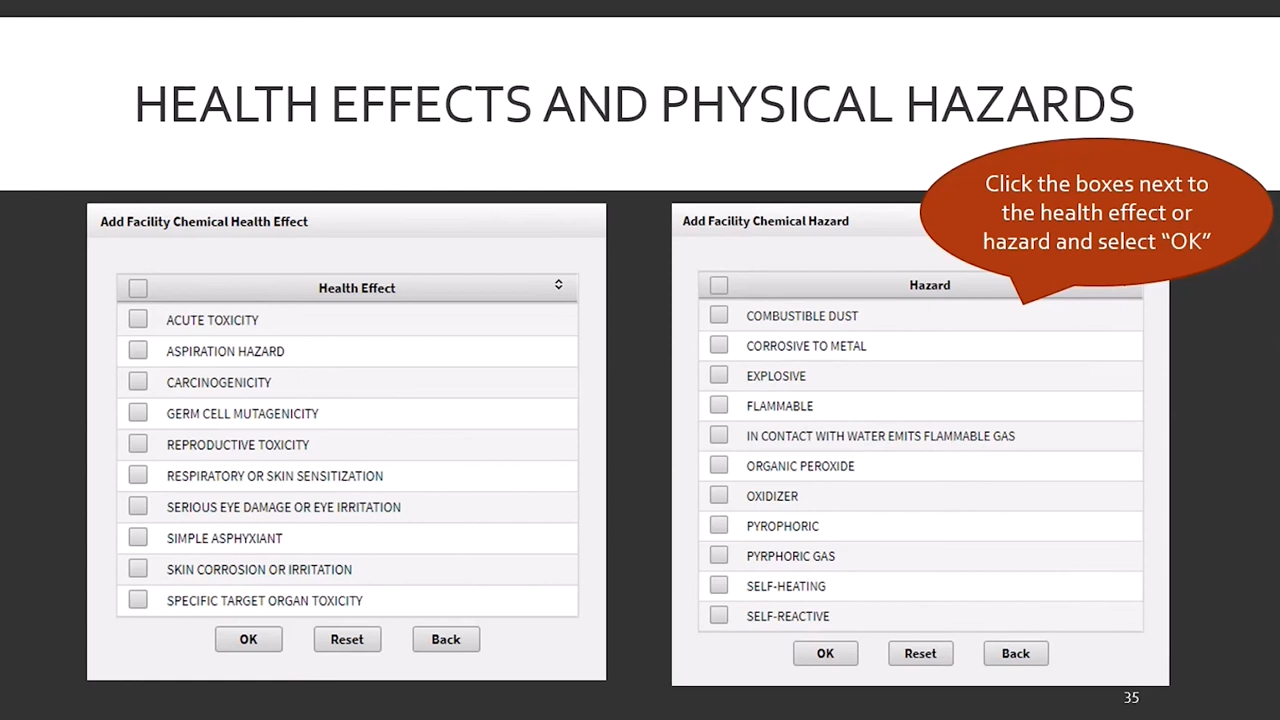 HEALTH EFFECTS AND PHYSICAL HAZARDS
Click the boxes next to
the health effect or
hazard and select “OK”
Add Facility Chemical Health Effect
Health Effect
ACUTE TOXICITY
ASPIRATION HAZARD
CARCINOGENICITY
GERM CELL MUTAGENICITY
REPRODUCTIVE TOXICITY
RESPIRATORY OR SKIN SENSITIZATION
SERIOUS EYE DAMAGE OR EYE IRRITATION
SIMPLE ASPHYXIANT
SKIN CORROSION OR IRRITATION
SPECIFIC TARGET ORGAN TOXICITY
OK Reset Back
Add Facility Chemical Hazard
Hazard
COMBUSTIBLE DUST
CORROSIVE TO METAL
EXPLOSIVE
FLAMMABLE
IN CONTACT WITH WATER EMITS FLAMMABLE GAS
ORGANIC PEROXIDE
OXIDIZER
PYROPHORIC
PYRPHORIC GAS
SELF-HEATING
SELF-REACTIVE
OK Reset Back
35